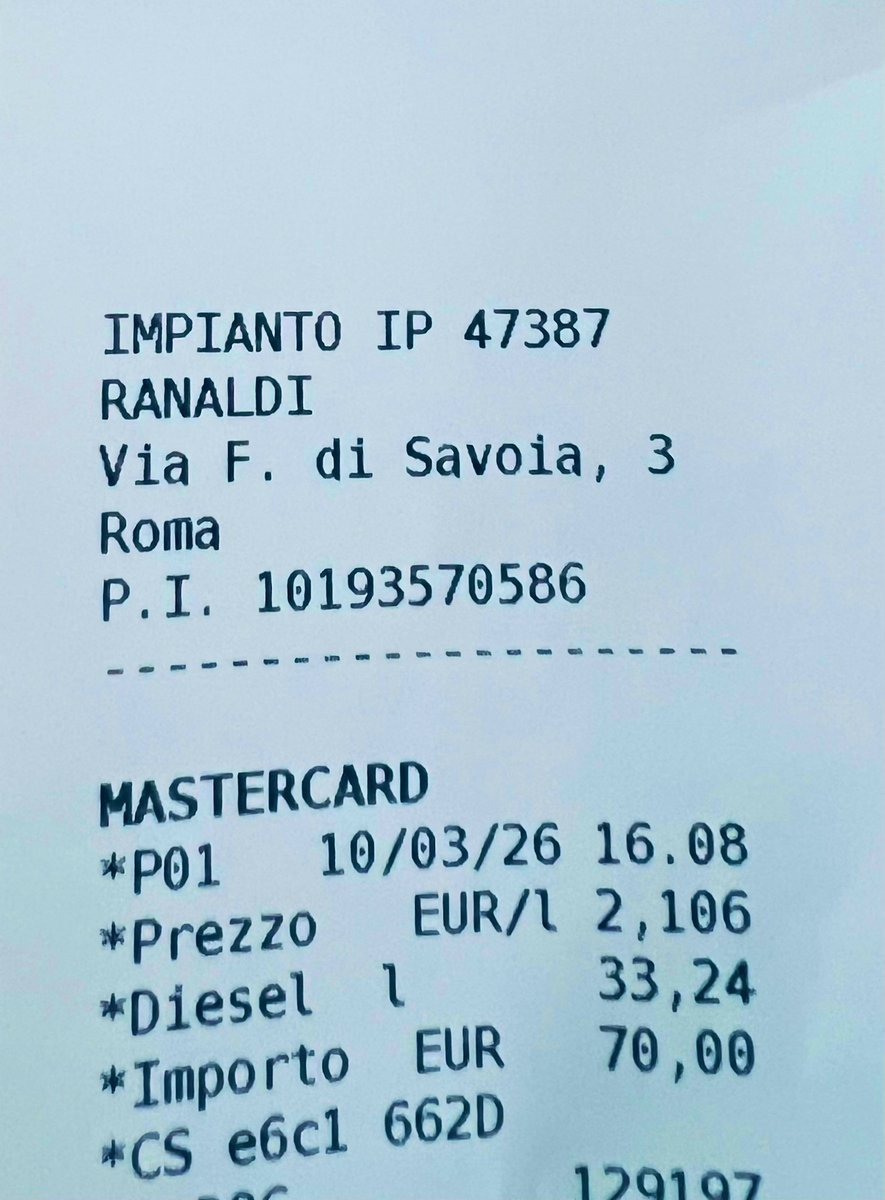 IMPIANTO IP 47387
RANALDI
Via F. di Savoia, 3
Roma
P.I. 10193570586
---------------------
MASTERCARD
*P01 10/03/26 16.08
*Prezzo EUR/l 2,106
*Diesel l 33,24
*Importo EUR 70,00
*CS e6c1 662D
129197